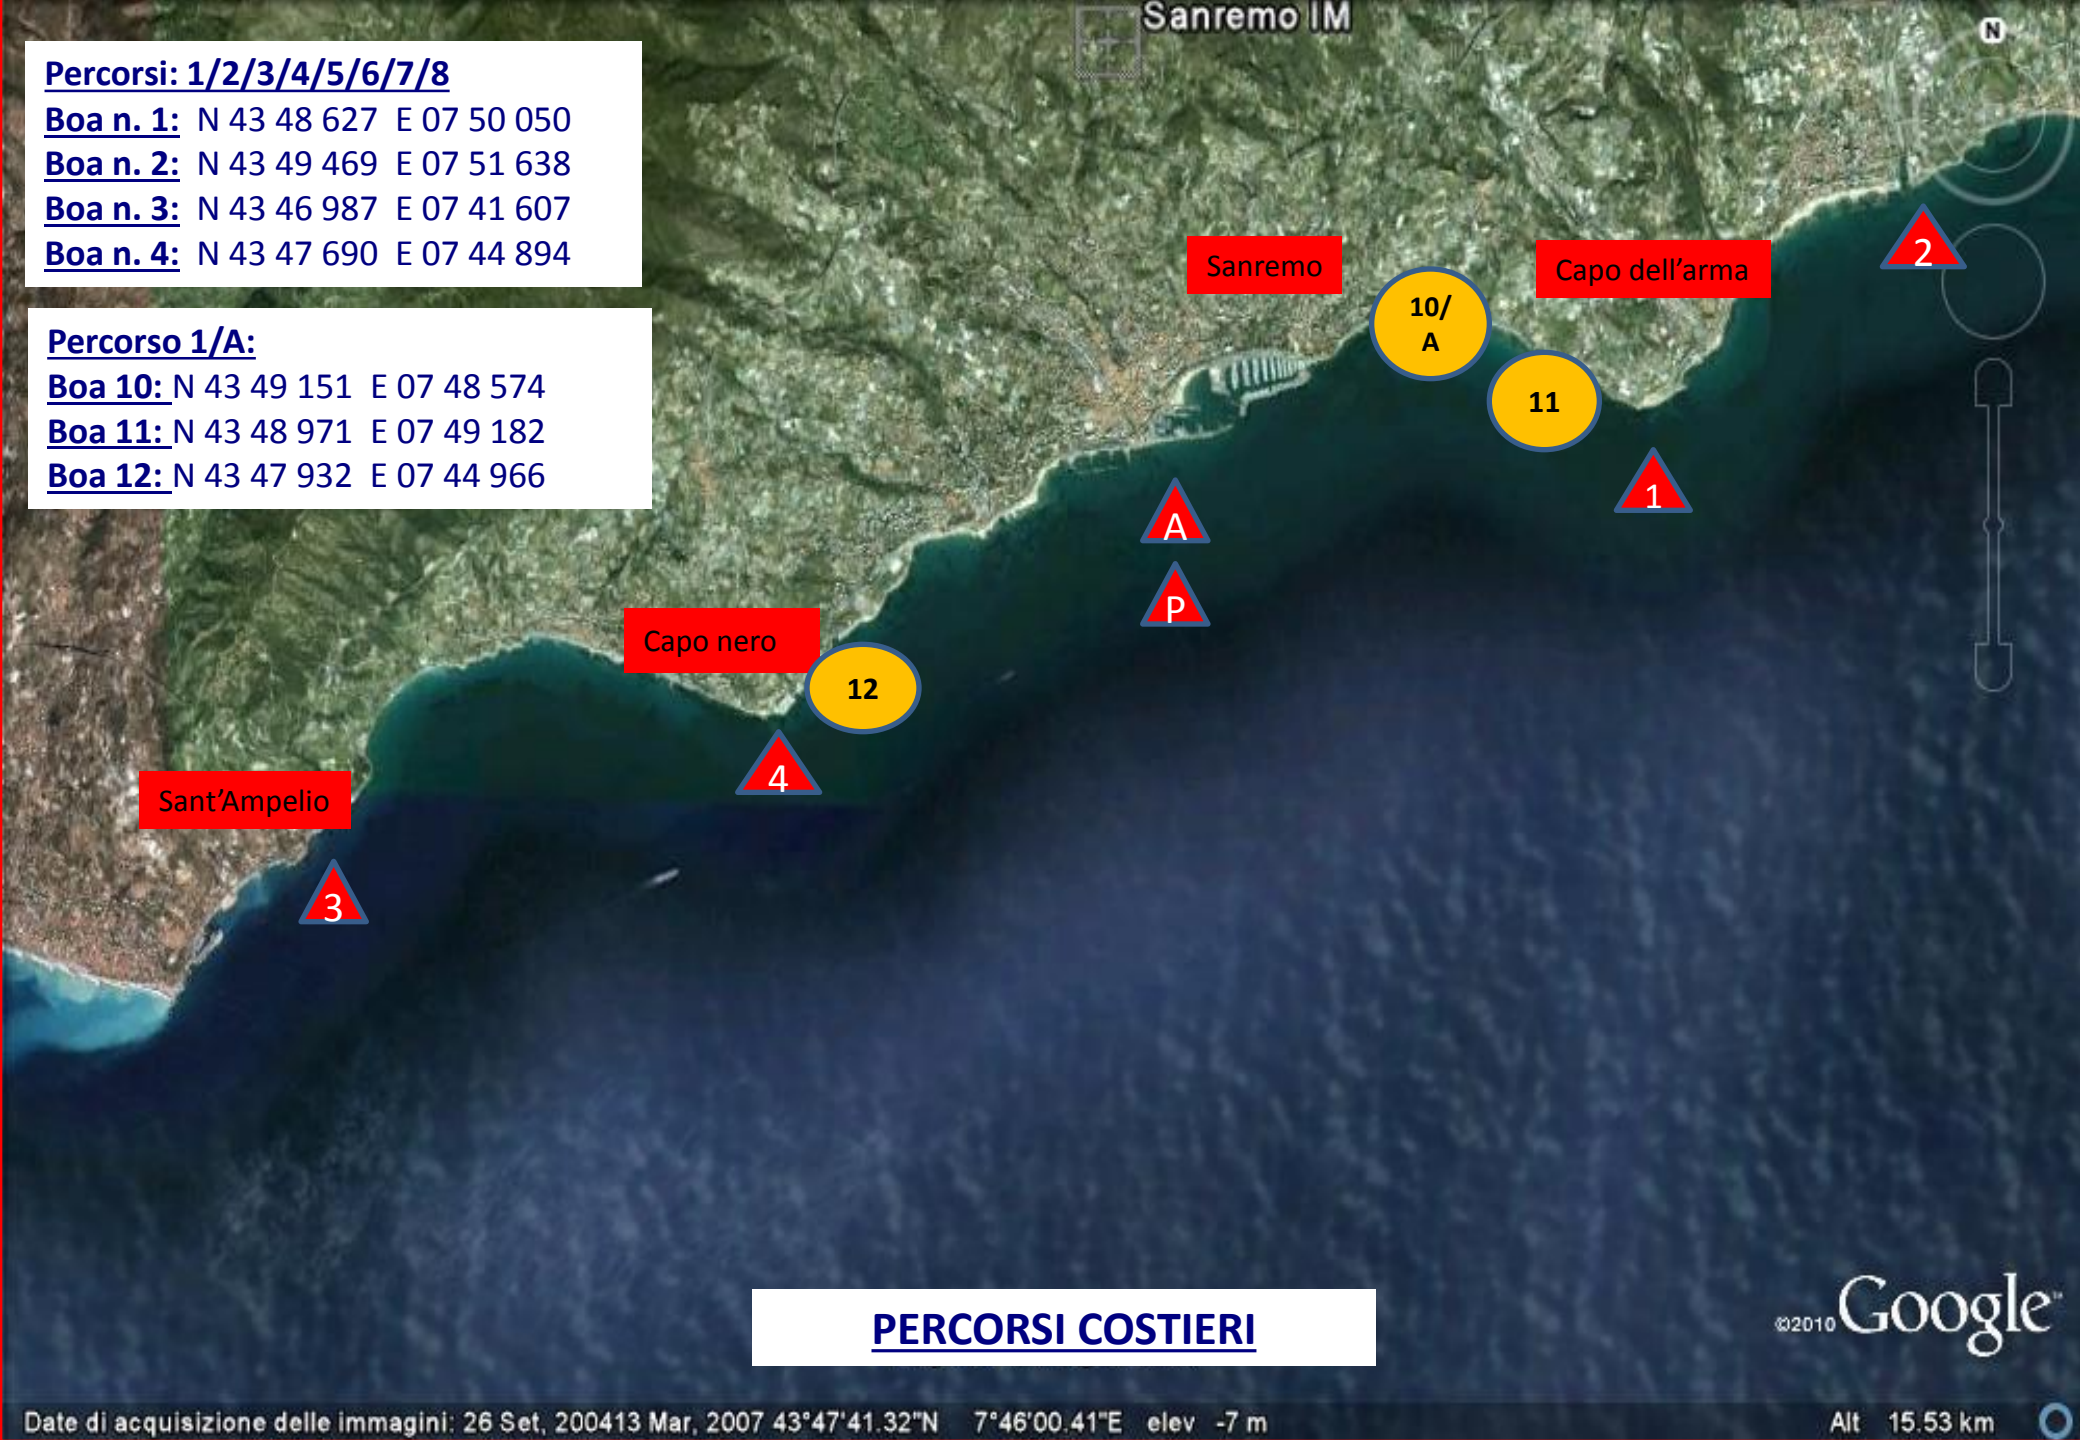 Sanremo IM
N
Percorsi: 1/2/3/4/5/6/7/8
Boa n. 1: N 43 48 627 E 07 50 050
Boa n. 2: N 43 49 469 E 07 51 638
Boa n. 3: N 43 46 987 E 07 41 607
Boa n. 4: N 43 47 690 E 07 44 894
Percorso 1/A:
Boa 10: N 43 49 151 E 07 48 574
Boa 11: N 43 48 971 E 07 49 182
Boa 12: N 43 47 932 E 07 44 966
2
Sanremo
Capo dell’arma
10/
A
11
1
A
P
Capo nero
12
4
Sant’Ampelio
3
PERCORSI COSTIERI
©2010 Google™
Date di acquisizione delle immagini: 26 Set, 200413 Mar, 2007 43°47'41.32"N 7°46'00.41"E elev -7 m
Alt 15.53 km